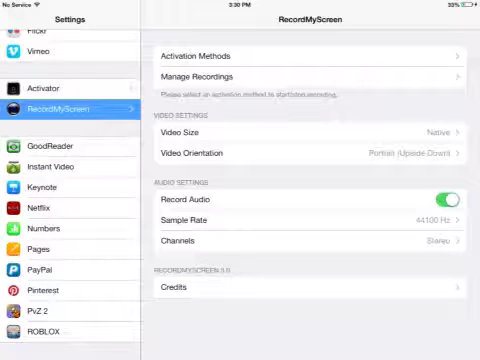 No Service
3:30 PM
33%
Settings
RecordMyScreen
Flickr
Vimeo
Activator
RecordMyScreen
GoodReader
Instant Video
Keynote
Netflix
Numbers
Pages
PayPal
Pinterest
PvZ 2
ROBLOX
Activation Methods
Manage Recordings
Please select an activation method to start/stop recording.
VIDEO SETTINGS
Video Size Native
Video Orientation Portrait (Upside Down)
AUDIO SETTINGS
Record Audio
Sample Rate 44100 Hz
Channels Stereo
RECORDMYSCREEN
Credits